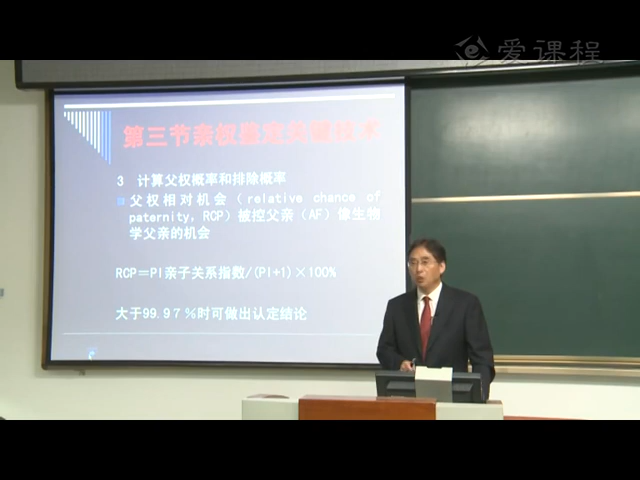 爱课程
第三节亲权鉴定关键技术
3 计算父权概率和排除概率
父权相对机会(relative chance of
paternity,RCP)被控父亲(AF)像生物
学父亲的机会
RCP=PI亲子关系指数/(PI+1)×100%
大于99.97%时可做出认定结论